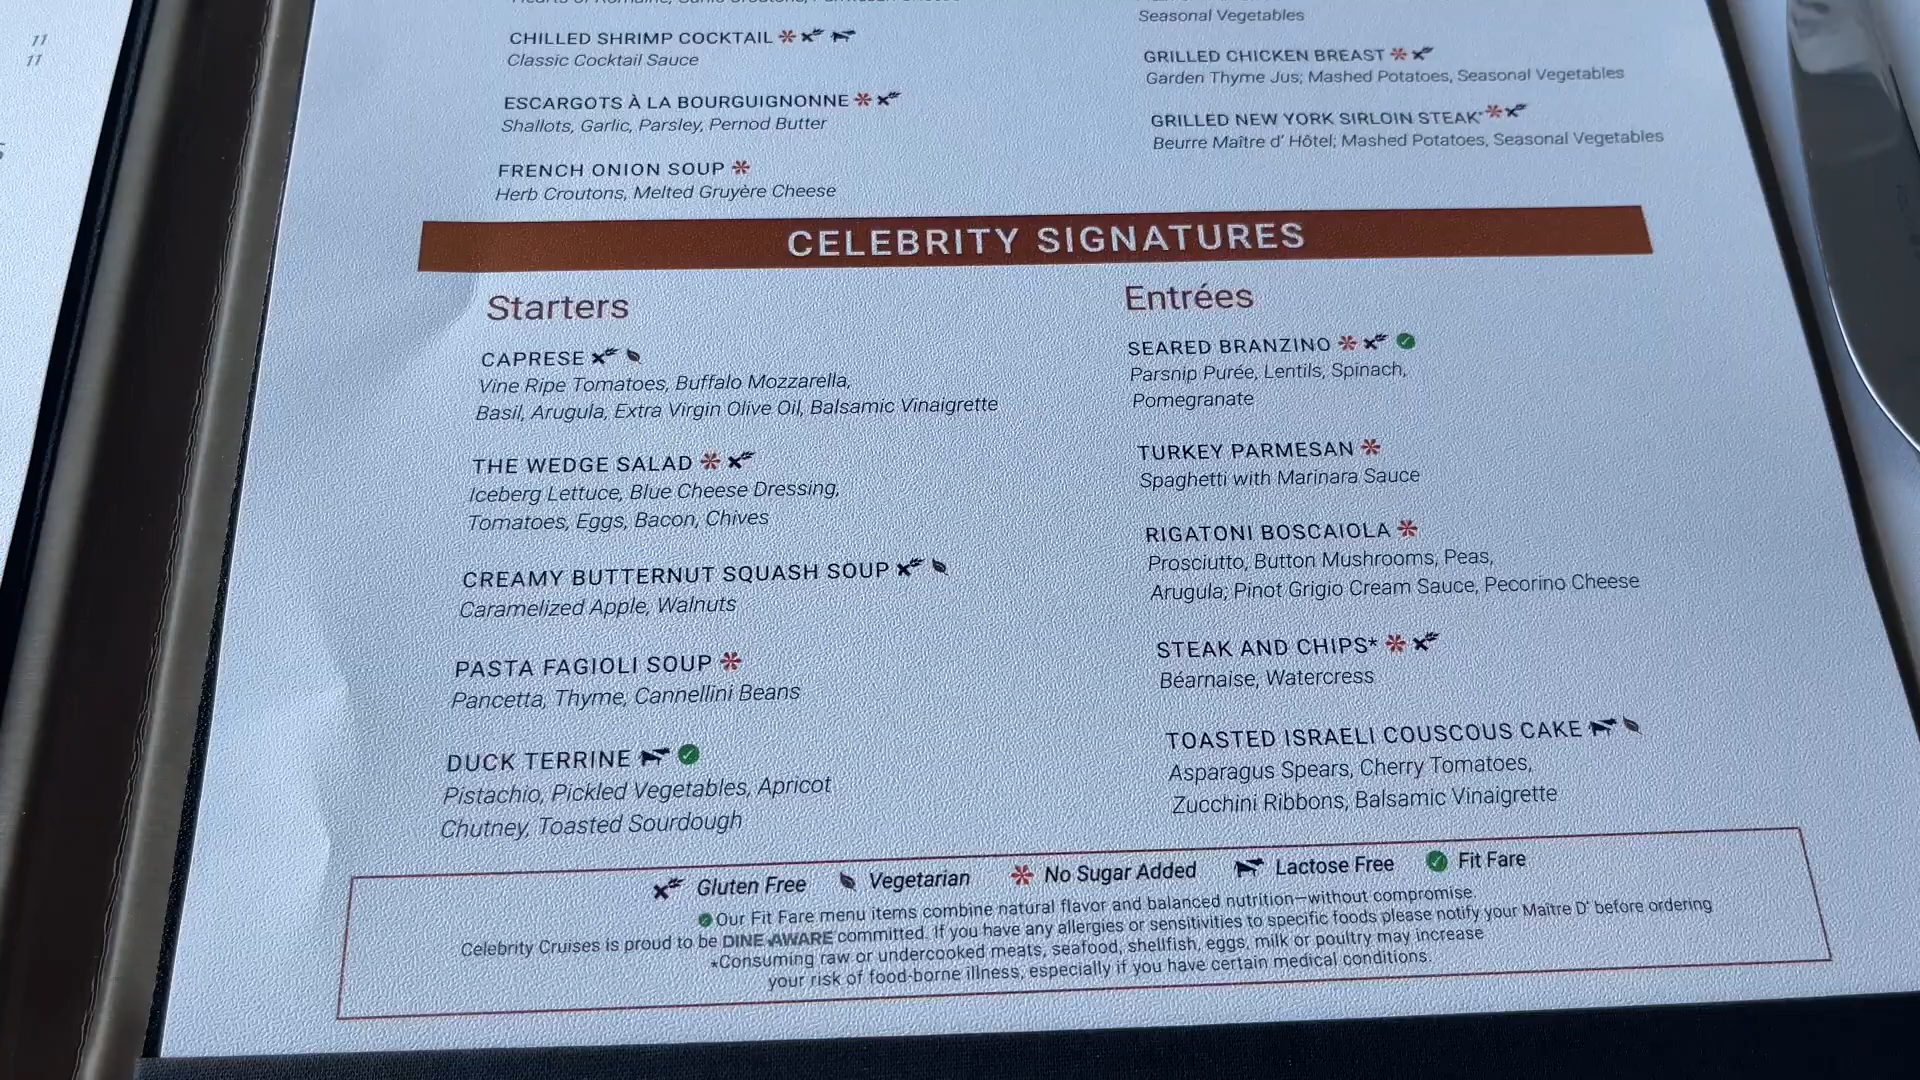 11
11
CHILLED SHRIMP COCKTAIL
Classic Cocktail Sauce
ESCARGOTS À LA BOURGUIGNONNE
Shallots, Garlic, Parsley, Pernod Butter
FRENCH ONION SOUP
Herb Croutons, Melted Gruyère Cheese
Seasonal Vegetables
GRILLED CHICKEN BREAST
Garden Thyme Jus; Mashed Potatoes, Seasonal Vegetables
GRILLED NEW YORK SIRLOIN STEAK*
Beurre Maître d' Hôtel; Mashed Potatoes, Seasonal Vegetables
CELEBRITY SIGNATURES
Starters
CAPRESE
Vine Ripe Tomatoes, Buffalo Mozzarella,
Basil, Arugula, Extra Virgin Olive Oil, Balsamic Vinaigrette
THE WEDGE SALAD
Iceberg Lettuce, Blue Cheese Dressing,
Tomatoes, Eggs, Bacon, Chives
CREAMY BUTTERNUT SQUASH SOUP
Caramelized Apple, Walnuts
PASTA FAGIOLI SOUP
Pancetta, Thyme, Cannellini Beans
DUCK TERRINE
Pistachio, Pickled Vegetables, Apricot
Chutney, Toasted Sourdough
Entrées
SEARED BRANZINO
Parsnip Purée, Lentils, Spinach,
Pomegranate
TURKEY PARMESAN
Spaghetti with Marinara Sauce
RIGATONI BOSCAIOLA
Prosciutto, Button Mushrooms, Peas,
Arugula; Pinot Grigio Cream Sauce, Pecorino Cheese
STEAK AND CHIPS*
Béarnaise, Watercress
TOASTED ISRAELI COUSCOUS CAKE
Asparagus Spears, Cherry Tomatoes,
Zucchini Ribbons, Balsamic Vinaigrette
Gluten Free Vegetarian No Sugar Added Lactose Free Fit Fare
Our Fit Fare menu items combine natural flavor and balanced nutrition—without compromise.
Celebrity Cruises is proud to be DINE AWARE committed. If you have any allergies or sensitivities to specific foods please notify your Maître D' before ordering
*Consuming raw or undercooked meats, seafood, shellfish, eggs, milk or poultry may increase
your risk of food-borne illness, especially if you have certain medical conditions.